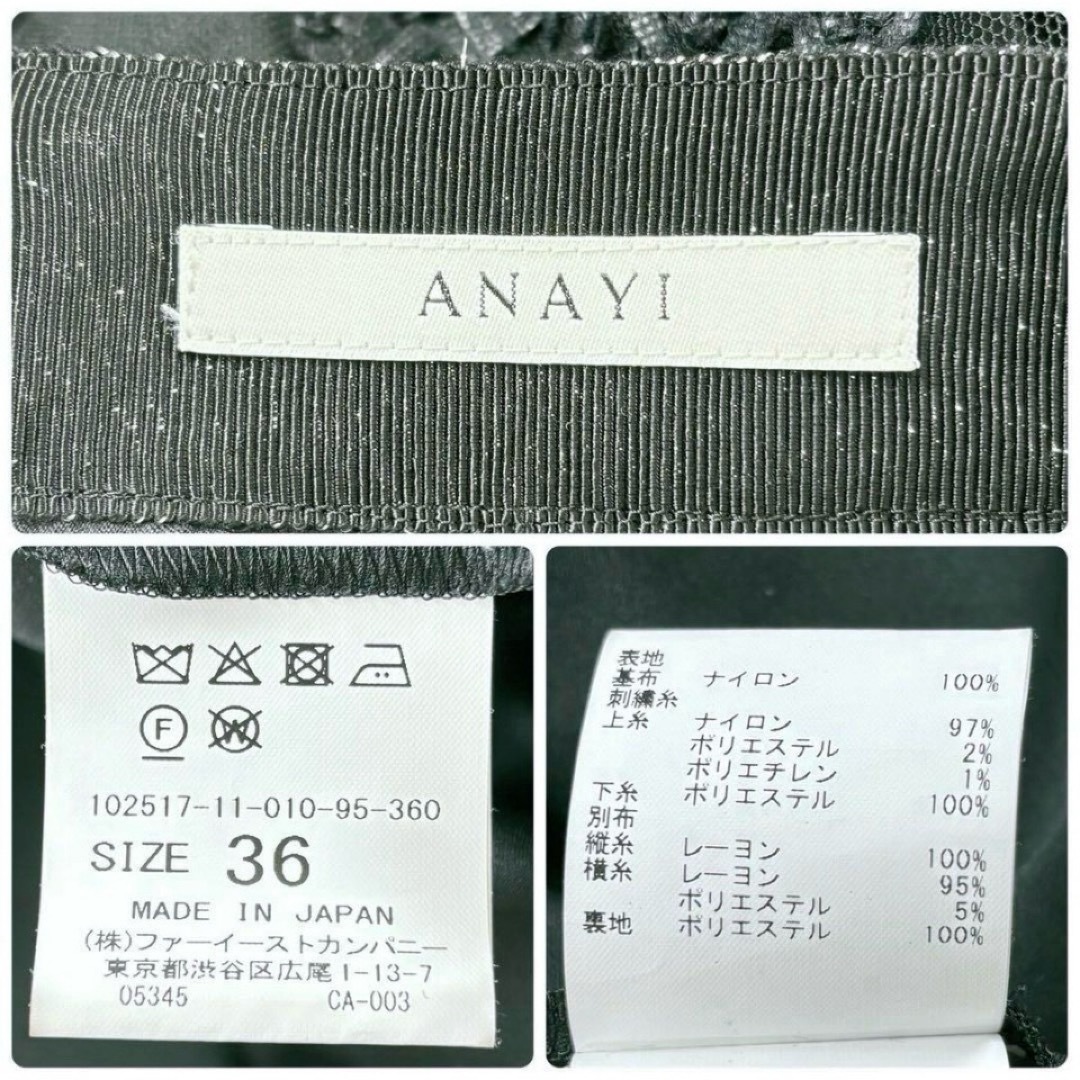 ANAYI
F
W
102517-11-010-95-360
SIZE 36
MADE IN JAPAN
(株)ファーイーストカンパニー
東京都渋谷区広尾1-13-7
05345 CA-003
表地
基布 ナイロン 100%
刺繍糸
上糸 ナイロン 97%
ポリエステル 2%
ポリエチレン 1%
下糸 ポリエステル 100%
別布
縦糸 レーヨン 100%
横糸 レーヨン 95%
ポリエステル 5%
裏地 ポリエステル 100%